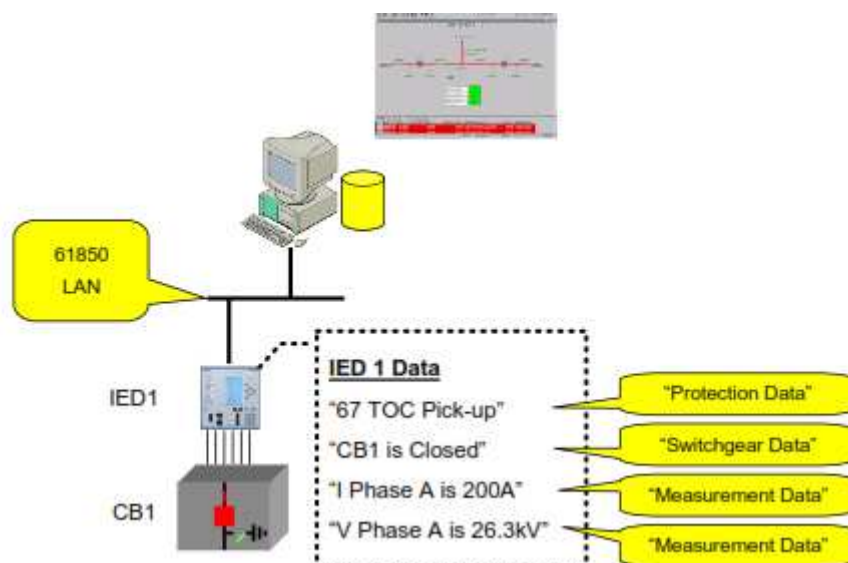 61850
LAN
IED1
CB1
IED 1 Data
“67 TOC Pick-up”
“CB1 is Closed”
“I Phase A is 200A”
“V Phase A is 26.3kV”
“Protection Data”
“Switchgear Data”
“Measurement Data”
“Measurement Data”